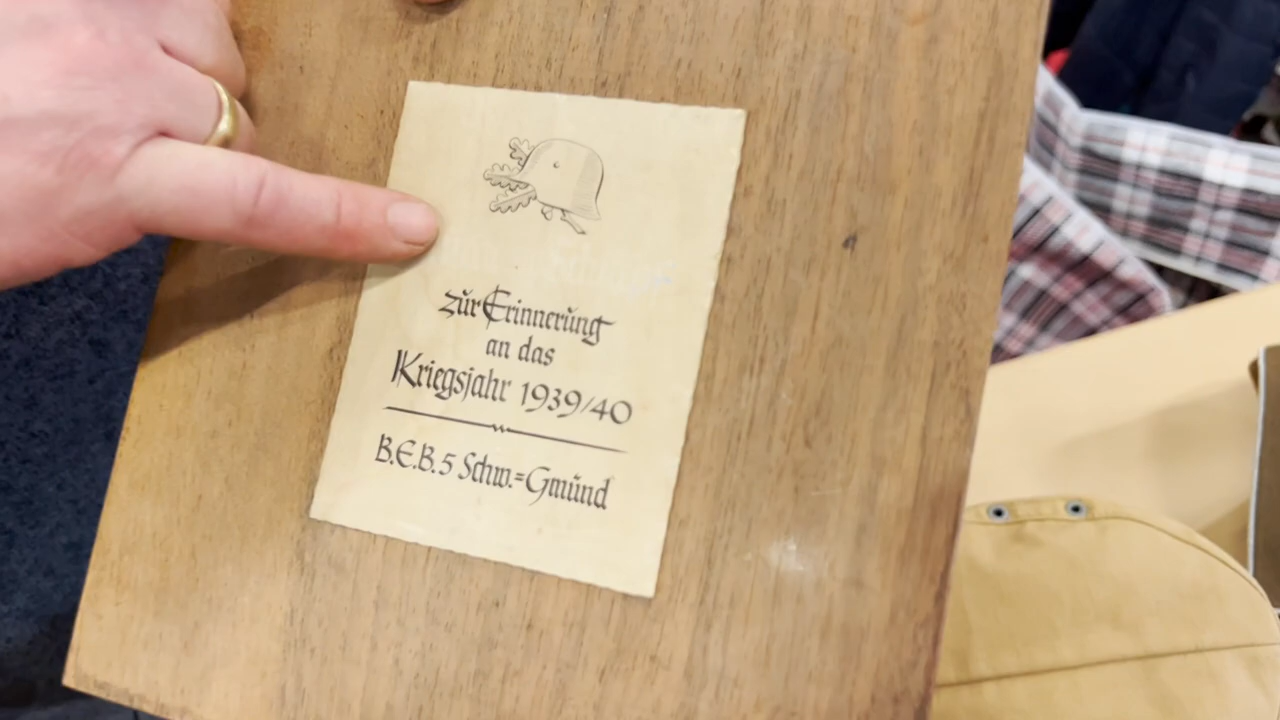 zur Erinnerung
an das
Kriegsjahr 1939/40
B.E.B.5 Schw.=Gmünd